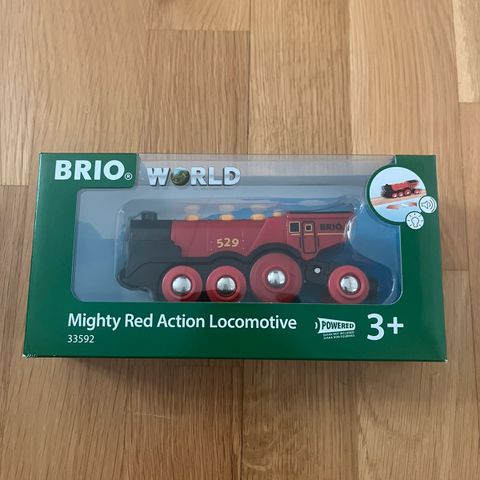 BRIO® WORLD
529
BRIO
Mighty Red Action Locomotive
33592
POWERED
3+